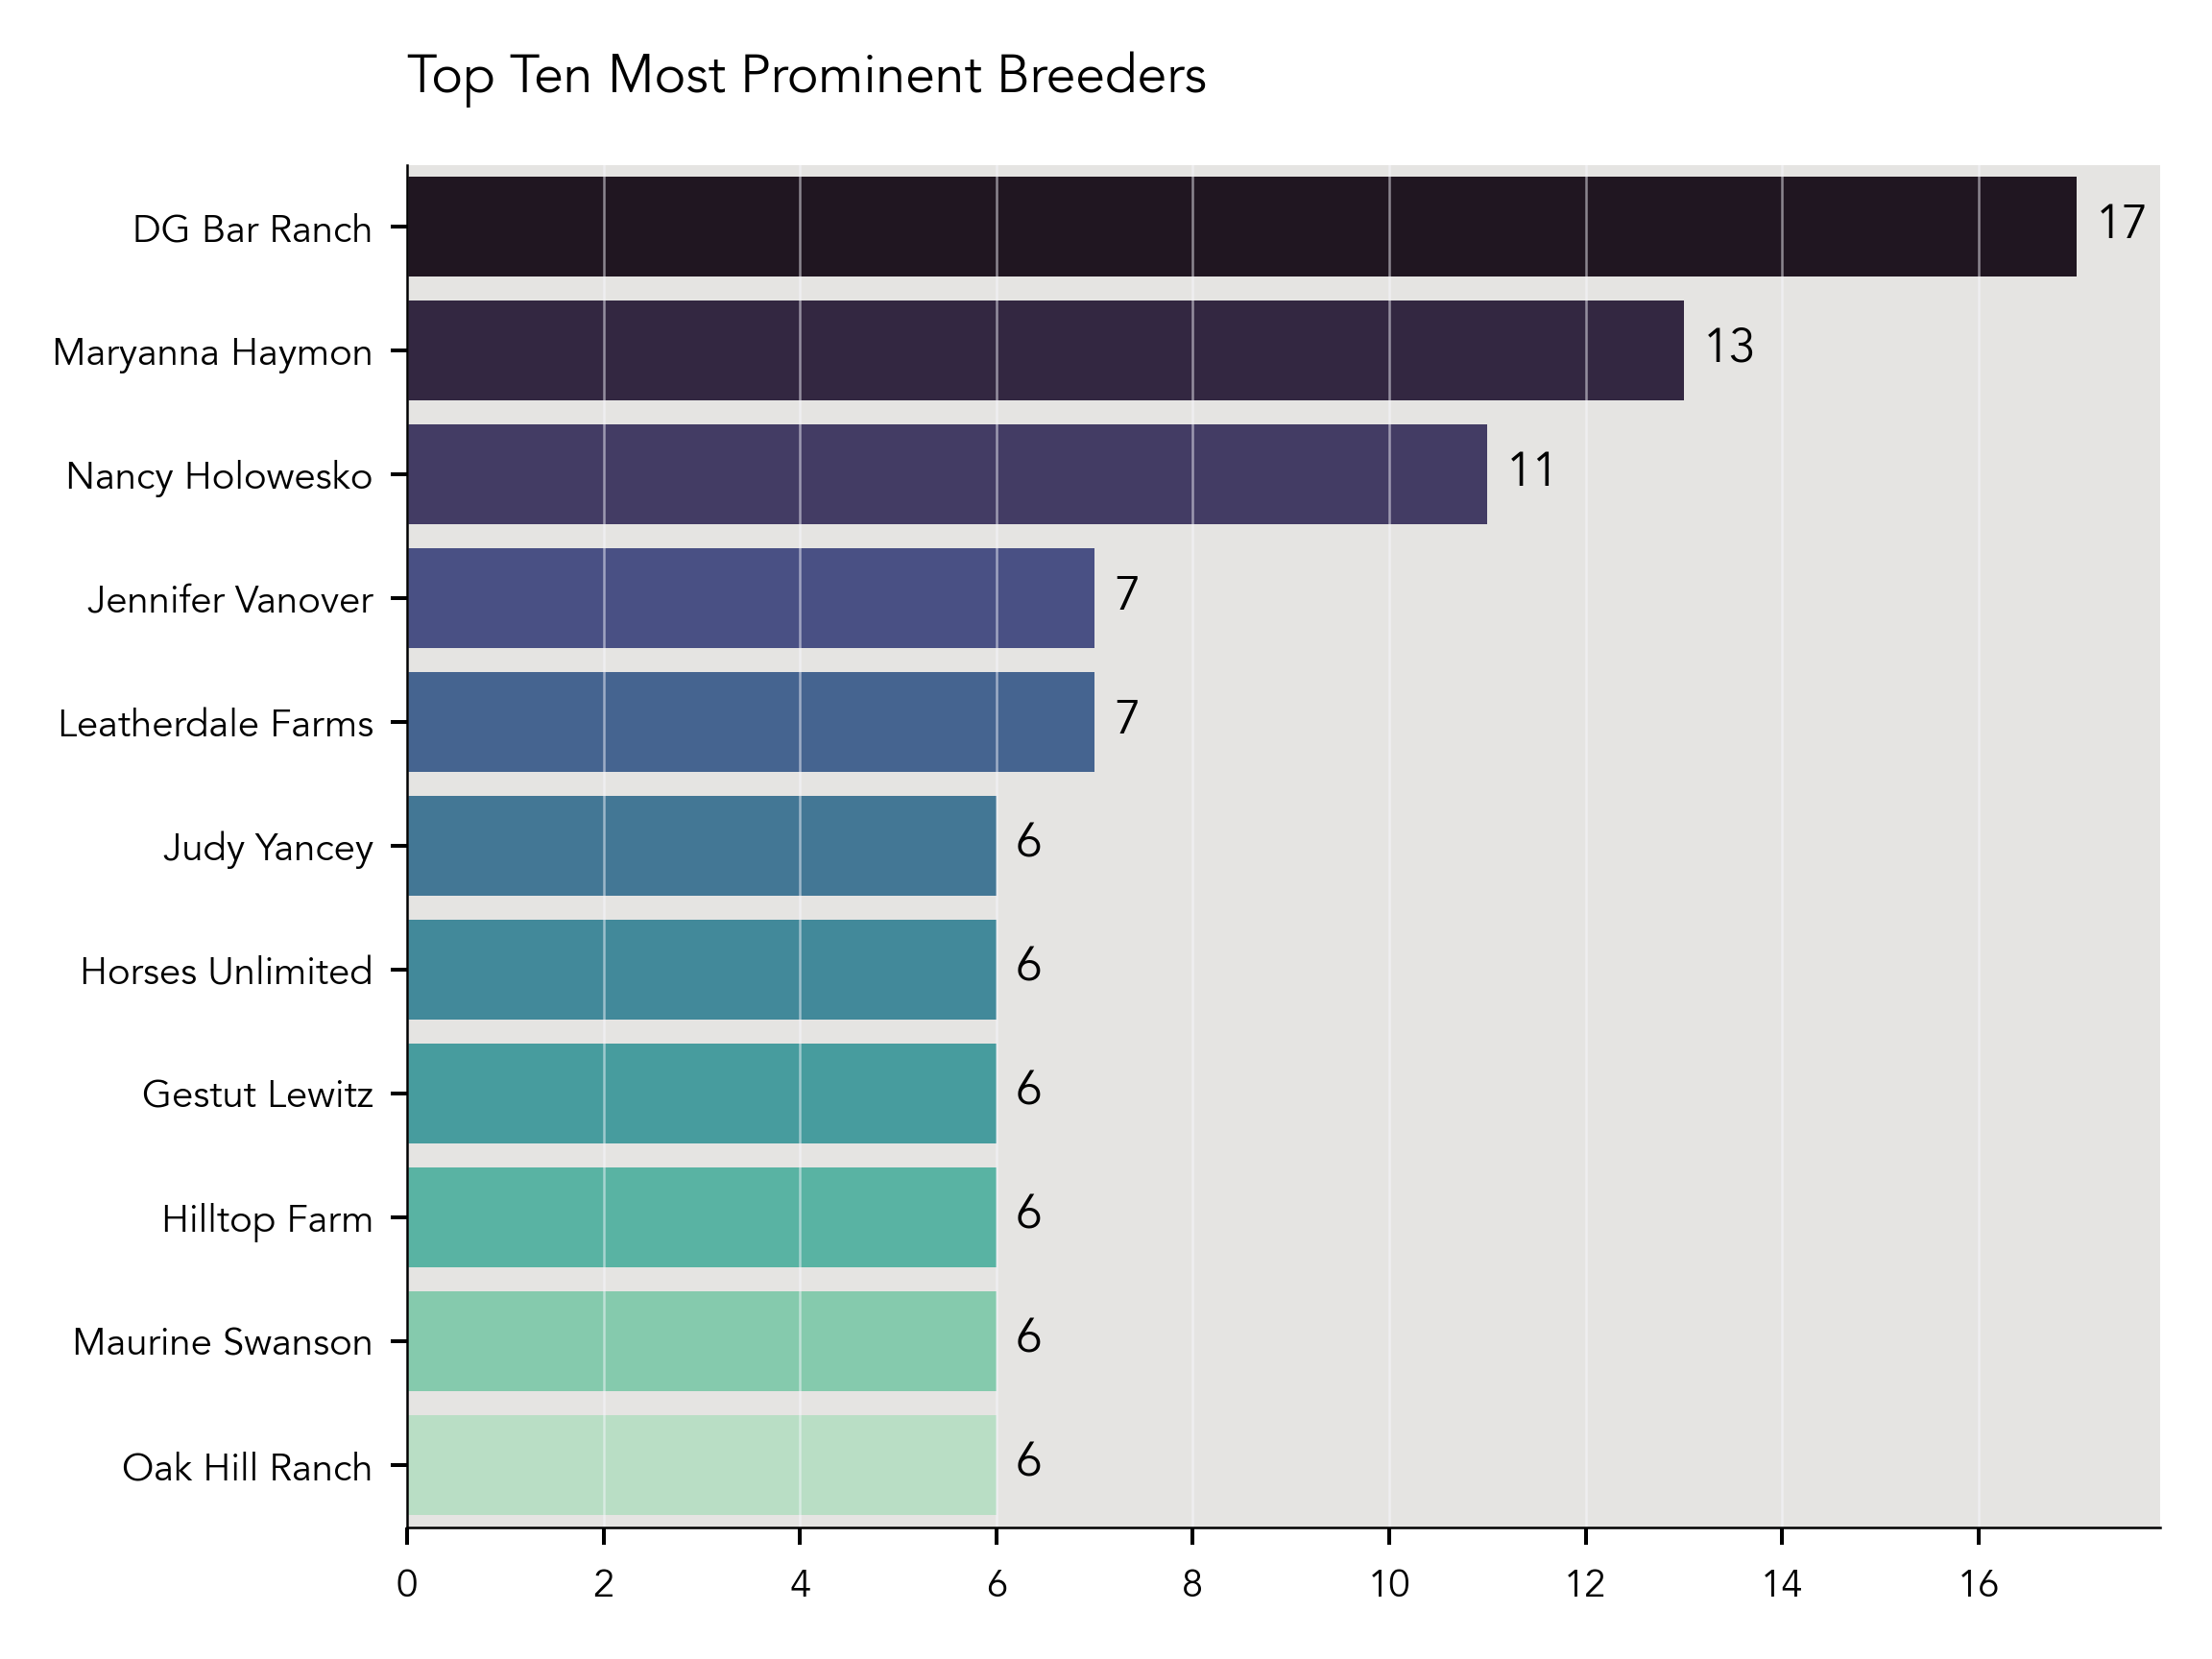 Top Ten Most Prominent Breeders
DG Bar Ranch 17
Maryanna Haymon 13
Nancy Holowesko 11
Jennifer Vanover 7
Leatherdale Farms 7
Judy Yancey 6
Horses Unlimited 6
Gestut Lewitz 6
Hilltop Farm 6
Maurine Swanson 6
Oak Hill Ranch 6
0 2 4 6 8 10 12 14 16